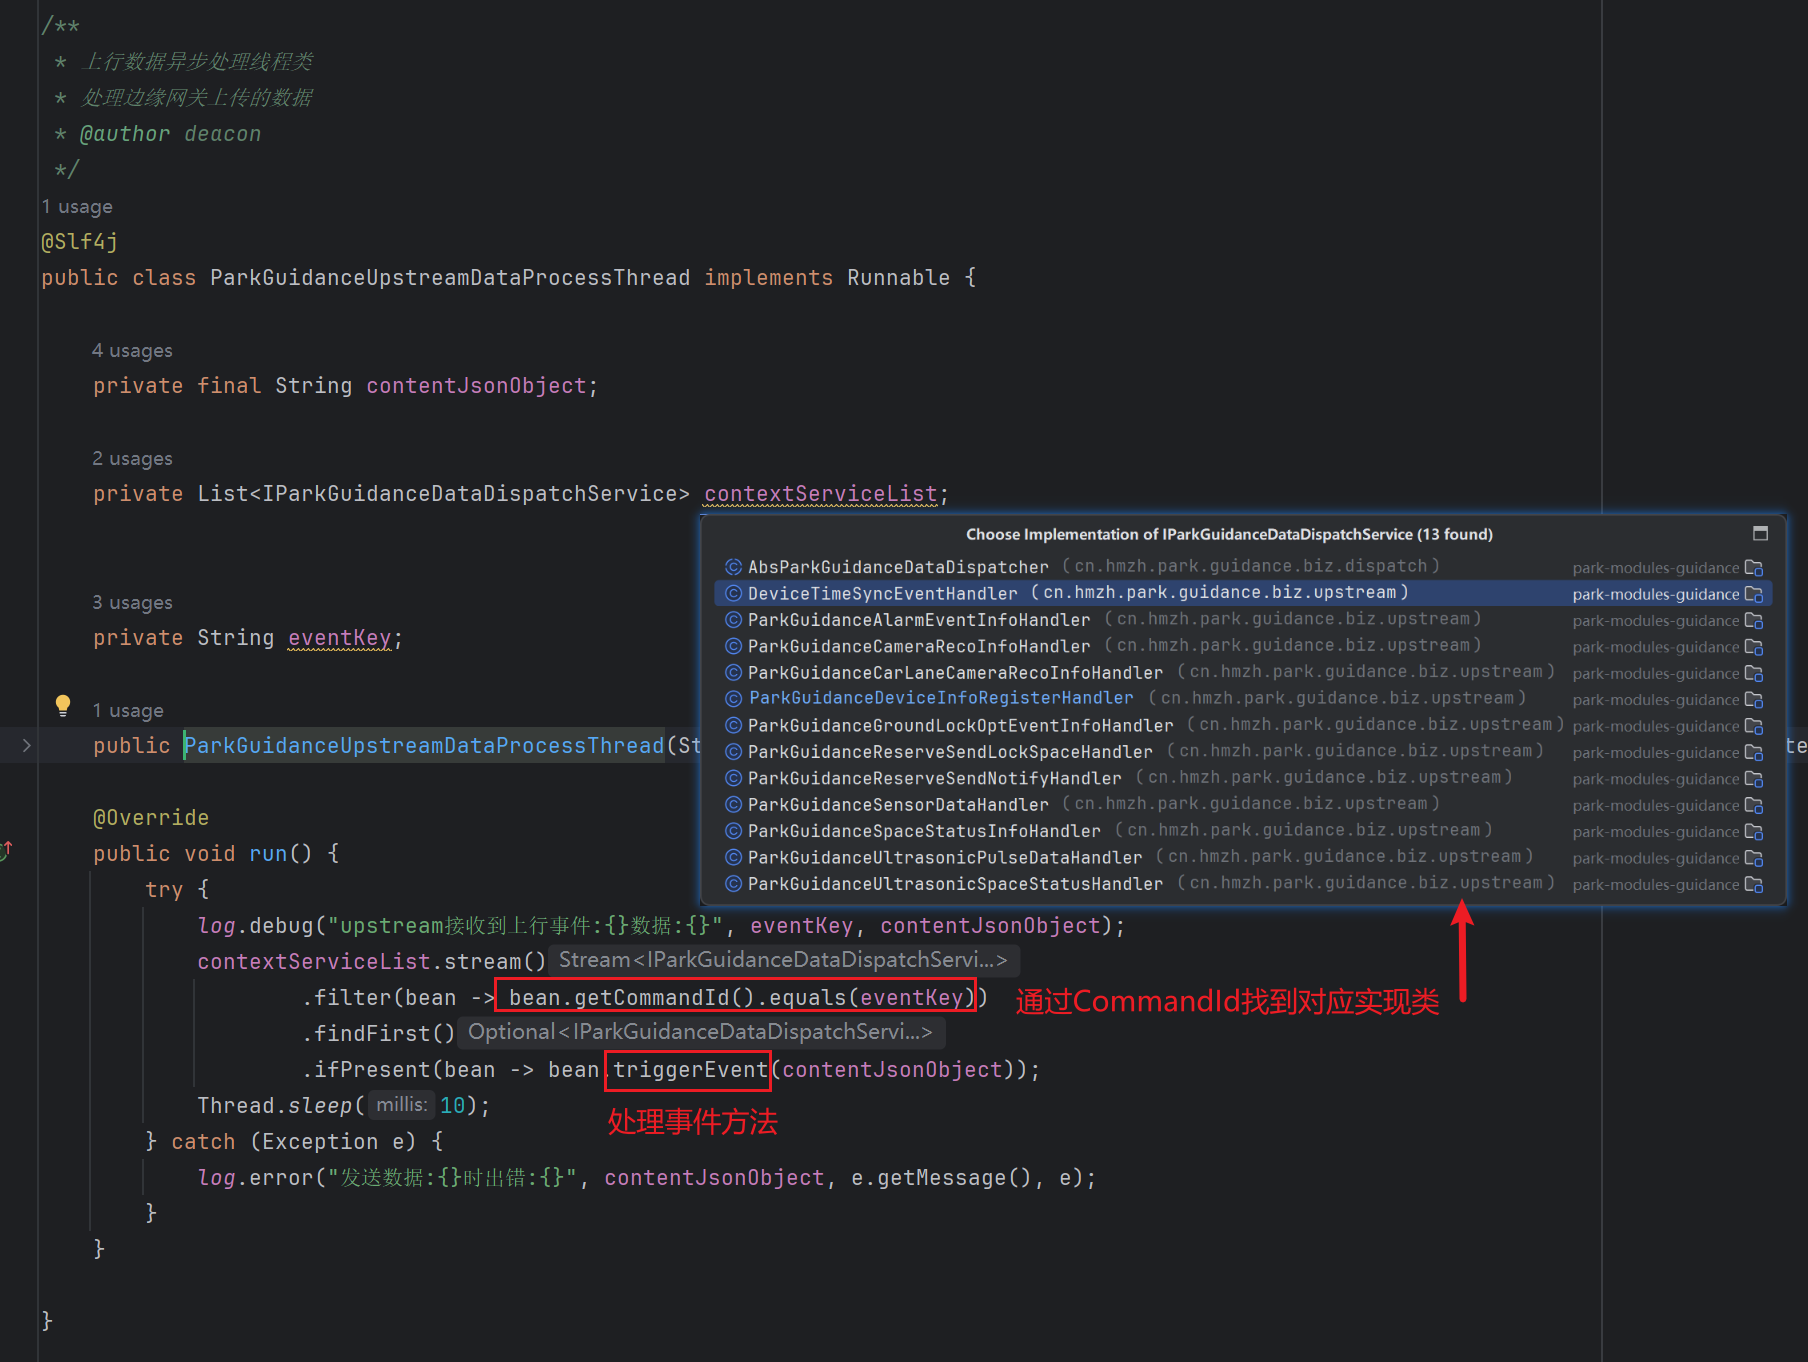 /**
* 上行数据异步处理线程类
* 处理边缘网关上传的数据
* @author deacon
*/
1 usage
@Slf4j
public class ParkGuidanceUpstreamDataProcessThread implements Runnable {
4 usages
private final String contentJsonObject;
2 usages
private List<IParkGuidanceDataDispatchService> contextServiceList;
Choose Implementation of IParkGuidanceDataDispatchService (13 found)
AbsParkGuidanceDataDispatcher (cn.hmzh.park.guidance.biz.dispatch) park-modules-guidance
DeviceTimeSyncEventHandler (cn.hmzh.park.guidance.biz.upstream) park-modules-guidance
ParkGuidanceAlarmEventInfoHandler (cn.hmzh.park.guidance.biz.upstream) park-modules-guidance
ParkGuidanceCameraRecoInfoHandler (cn.hmzh.park.guidance.biz.upstream) park-modules-guidance
ParkGuidanceCarLaneCameraRecoInfoHandler (cn.hmzh.park.guidance.biz.upstream) park-modules-guidance
ParkGuidanceDeviceInfoRegisterHandler (cn.hmzh.park.guidance.biz.upstream) park-modules-guidance
ParkGuidanceGroundLockOptEventInfoHandler (cn.hmzh.park.guidance.biz.upstream) park-modules-guidance
ParkGuidanceReserveSendLockSpaceHandler (cn.hmzh.park.guidance.biz.upstream) park-modules-guidance
ParkGuidanceReserveSendNotifyHandler (cn.hmzh.park.guidance.biz.upstream) park-modules-guidance
ParkGuidanceSensorDataHandler (cn.hmzh.park.guidance.biz.upstream) park-modules-guidance
ParkGuidanceSpaceStatusInfoHandler (cn.hmzh.park.guidance.biz.upstream) park-modules-guidance
ParkGuidanceUltrasonicPulseDataHandler (cn.hmzh.park.guidance.biz.upstream) park-modules-guidance
ParkGuidanceUltrasonicSpaceStatusHandler (cn.hmzh.park.guidance.biz.upstream) park-modules-guidance
3 usages
private String eventKey;
1 usage
public ParkGuidanceUpstreamDataProcessThread(St
@Override
public void run() {
try {
log.debug("upstream接收到上行事件:{}数据:{}", eventKey, contentJsonObject);
contextServiceList.stream() Stream<IParkGuidanceDataDispatchServi...>
.filter(bean -> bean.getCommandId().equals(eventKey)) 通过CommandId找到对应实现类
.findFirst() Optional<IParkGuidanceDataDispatchServi...>
.ifPresent(bean -> bean.triggerEvent(contentJsonObject));
Thread.sleep( millis: 10);
处理事件方法
} catch (Exception e) {
log.error("发送数据:{}时出错:{}", contentJsonObject, e.getMessage(), e);
}
}
}